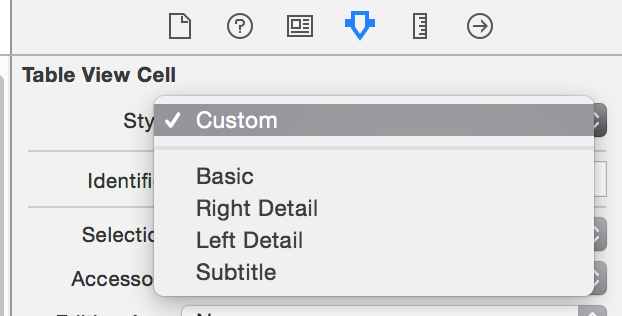 Table View Cell
Sty ✓ Custom
Identifi Basic
Right Detail
Selectio Left Detail
Accesso Subtitle